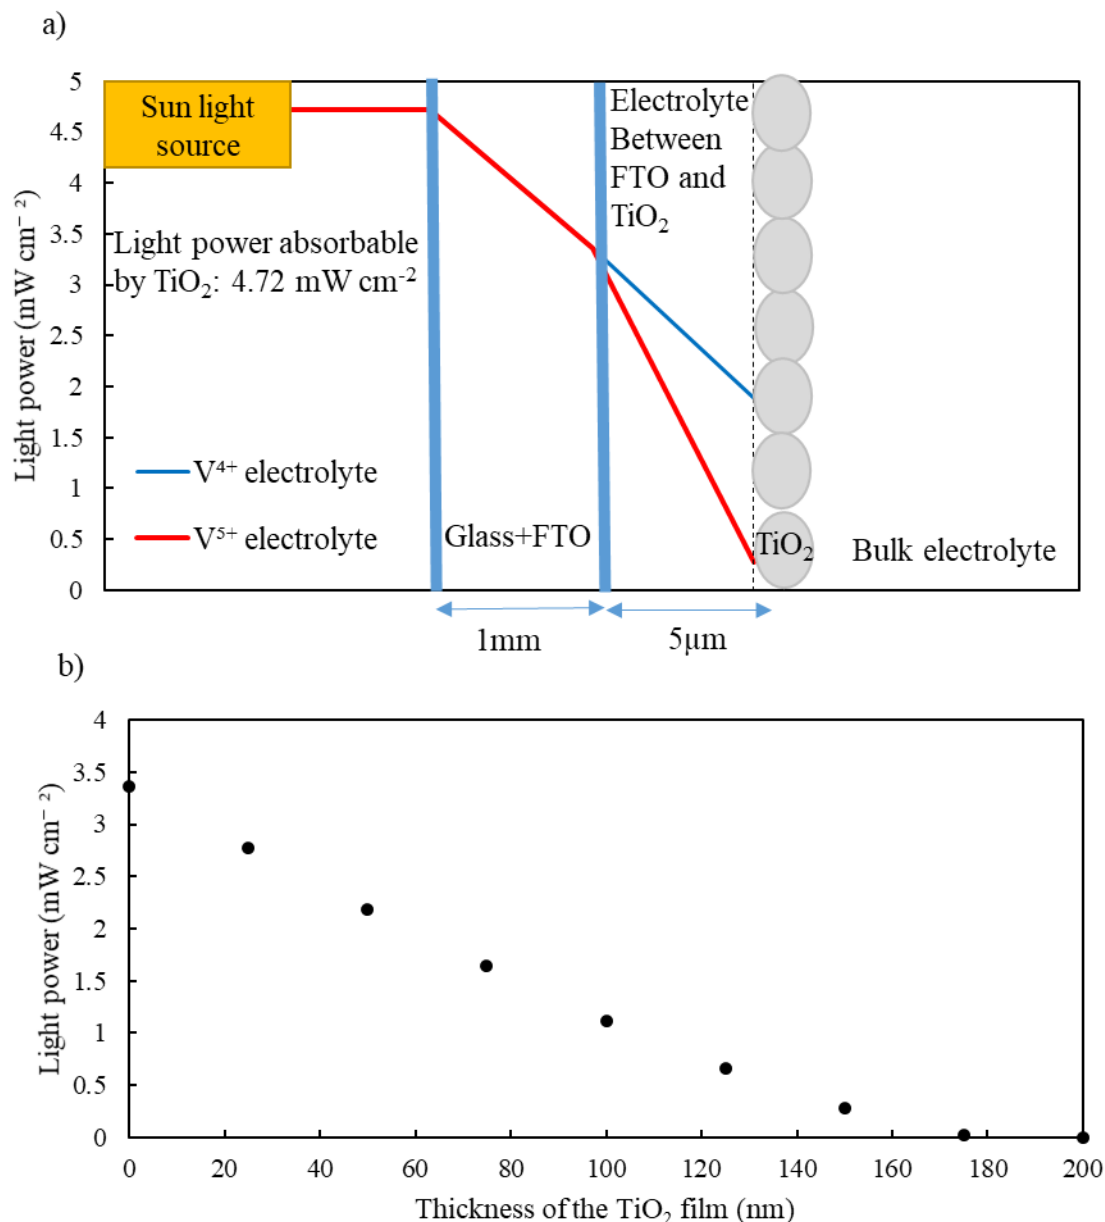 a)
Light power (mW cm⁻ ²)
5
4.5
4
3.5
3
2.5
2
1.5
1
0.5
0
Sun light
source
Light power absorbable
by TiO₂: 4.72 mW cm⁻²
Electrolyte
Between
FTO and
TiO₂
V⁴⁺ electrolyte
V⁵⁺ electrolyte
Glass+FTO
TiO₂
Bulk electrolyte
1mm
5μm
b)
Light power (mW cm⁻ ²)
4
3.5
3
2.5
2
1.5
1
0.5
0
0 20 40 60 80 100 120 140 160 180 200
Thickness of the TiO₂ film (nm)